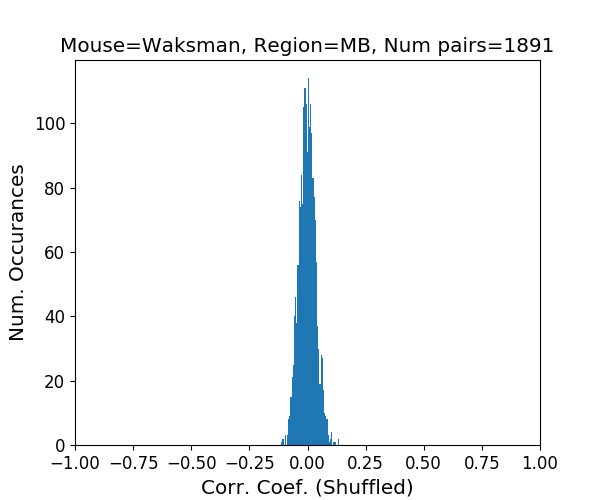 Mouse=Waksman, Region=MB, Num pairs=1891
Num. Occurances
100
80
60
40
20
0
−1.00 −0.75 −0.50 −0.25 0.00 0.25 0.50 0.75 1.00
Corr. Coef. (Shuffled)